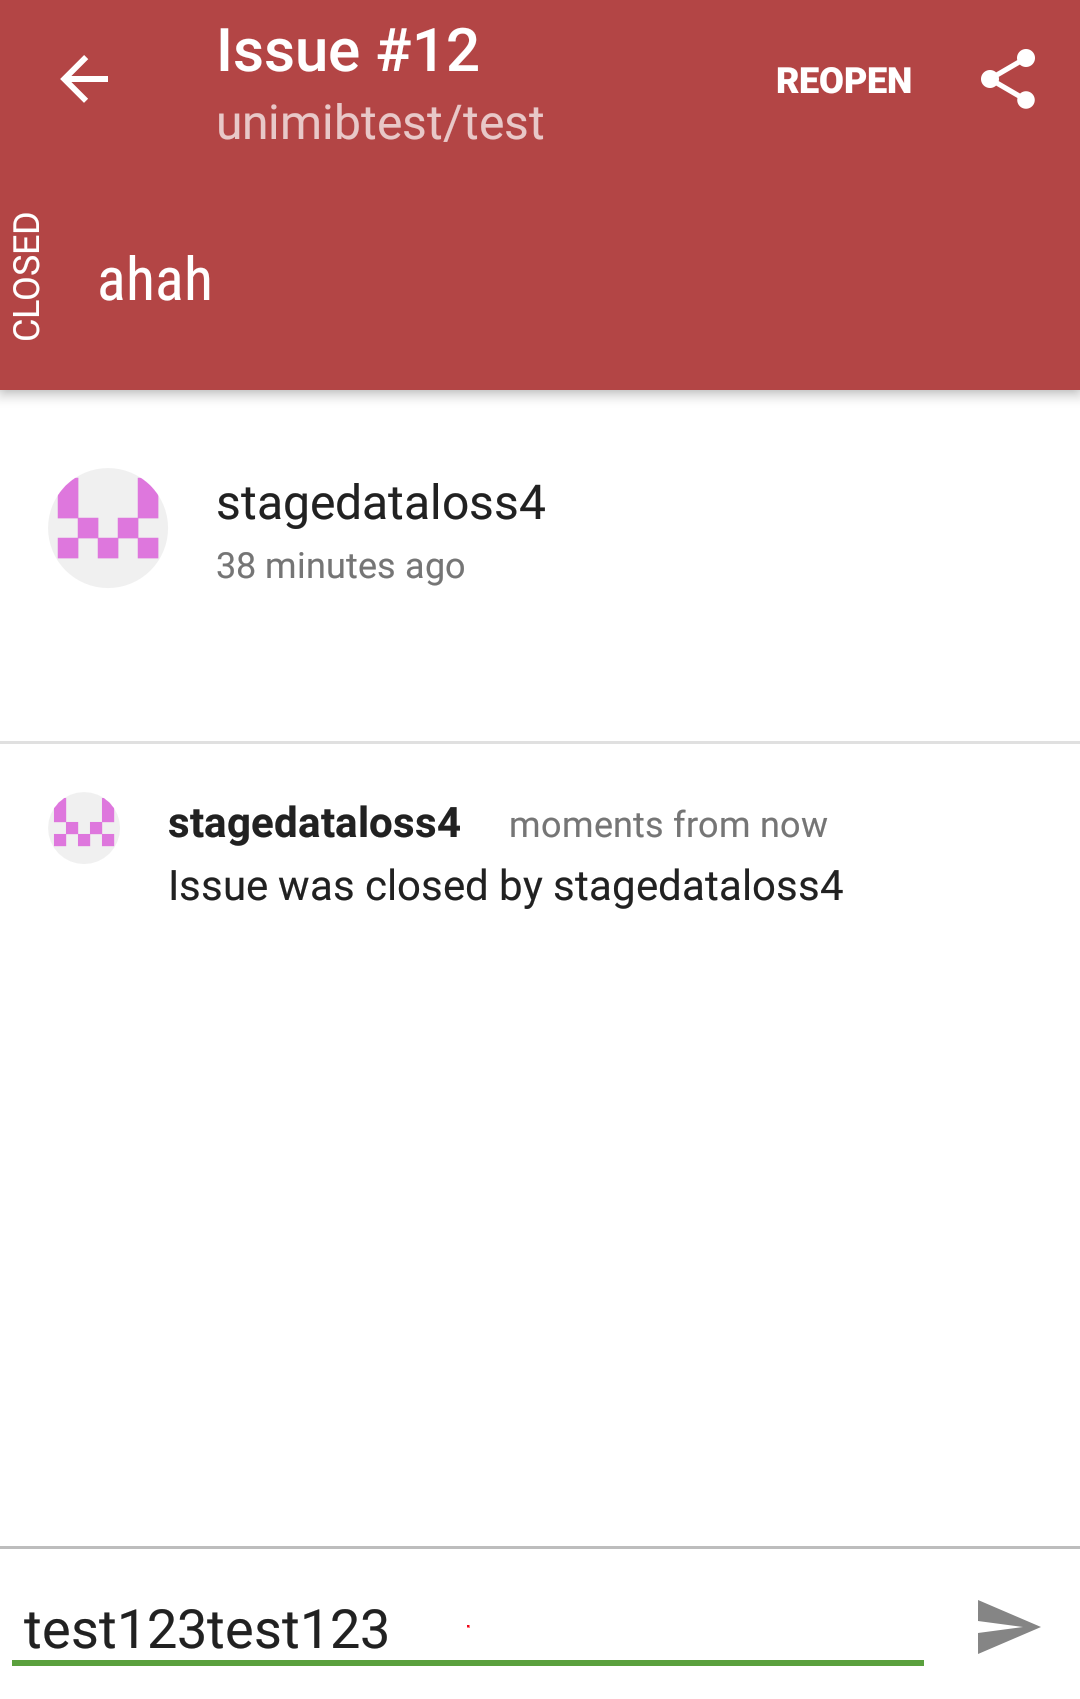 Issue #12
unimibtest/test
REOPEN
CLOSED
ahah
stagedataloss4
38 minutes ago
stagedataloss4 moments from now
Issue was closed by stagedataloss4
test123test123